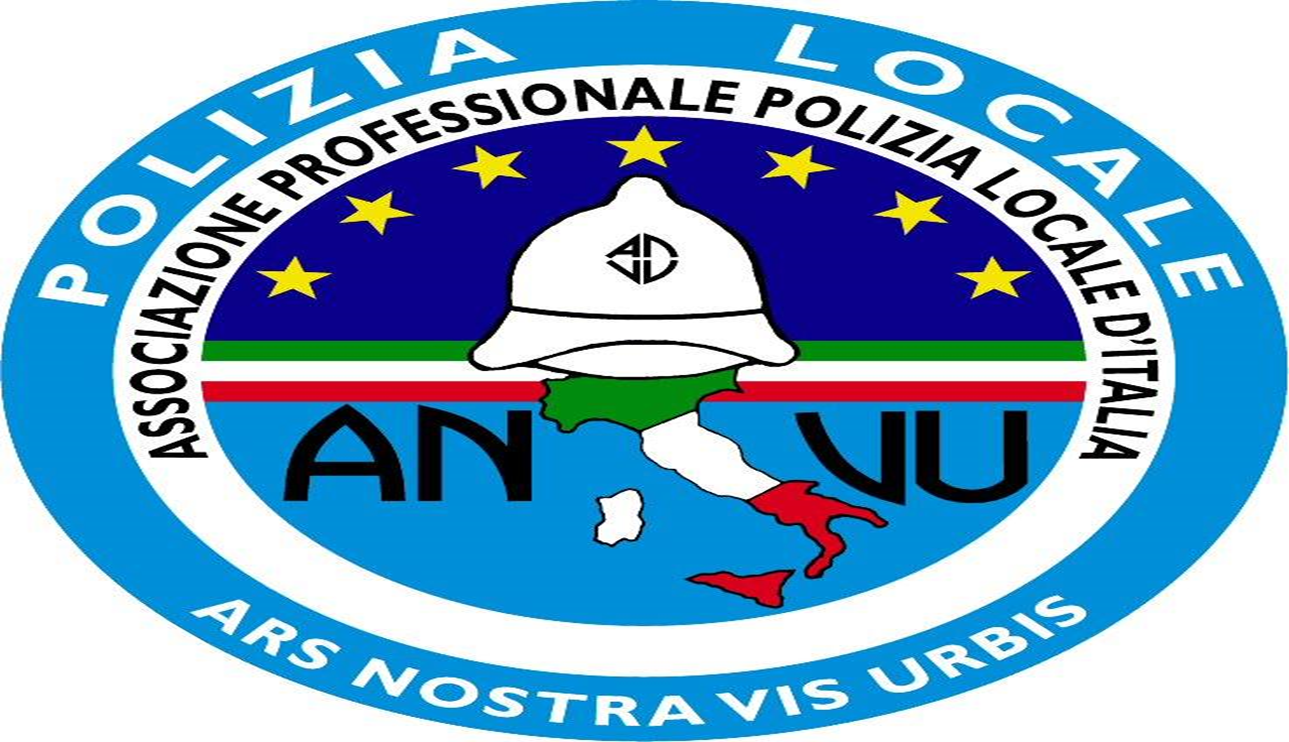 POLIZIA LOCALE
ASSOCIAZIONE PROFESSIONALE POLIZIA LOCALE D'ITALIA
AN VU
ARS NOSTRA VIS URBIS